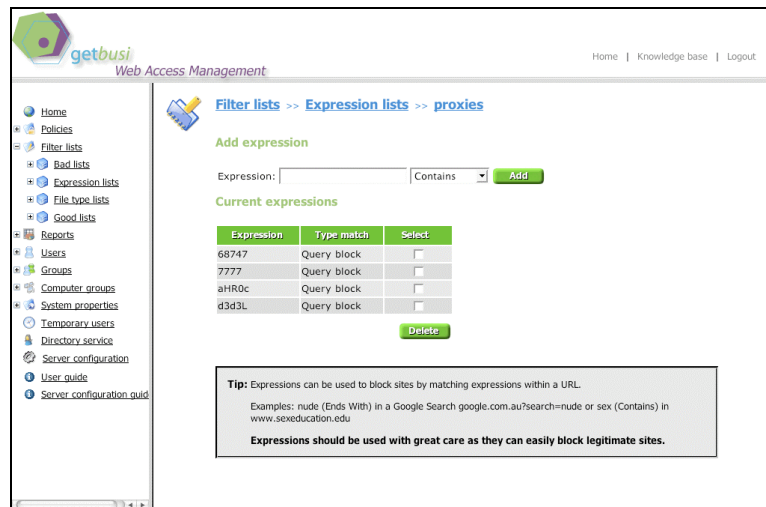 getbusi
Web Access Management
Home | Knowledge base | Logout
Home
Policies
Filter lists
Bad lists
Expression lists
File type lists
Good lists
Reports
Users
Groups
Computer groups
System properties
Temporary users
Directory service
Server configuration
User guide
Server configuration guid
Filter lists >> Expression lists >> proxies
Add expression
Expression: Contains Add
Current expressions
Expression Type match Select
68747 Query block
7777 Query block
aHR0c Query block
d3d3L Query block
Delete
Tip: Expressions can be used to block sites by matching expressions within a URL.
Examples: nude (Ends With) in a Google Search google.com.au?search=nude or sex (Contains) in
www.sexeducation.edu
Expressions should be used with great care as they can easily block legitimate sites.